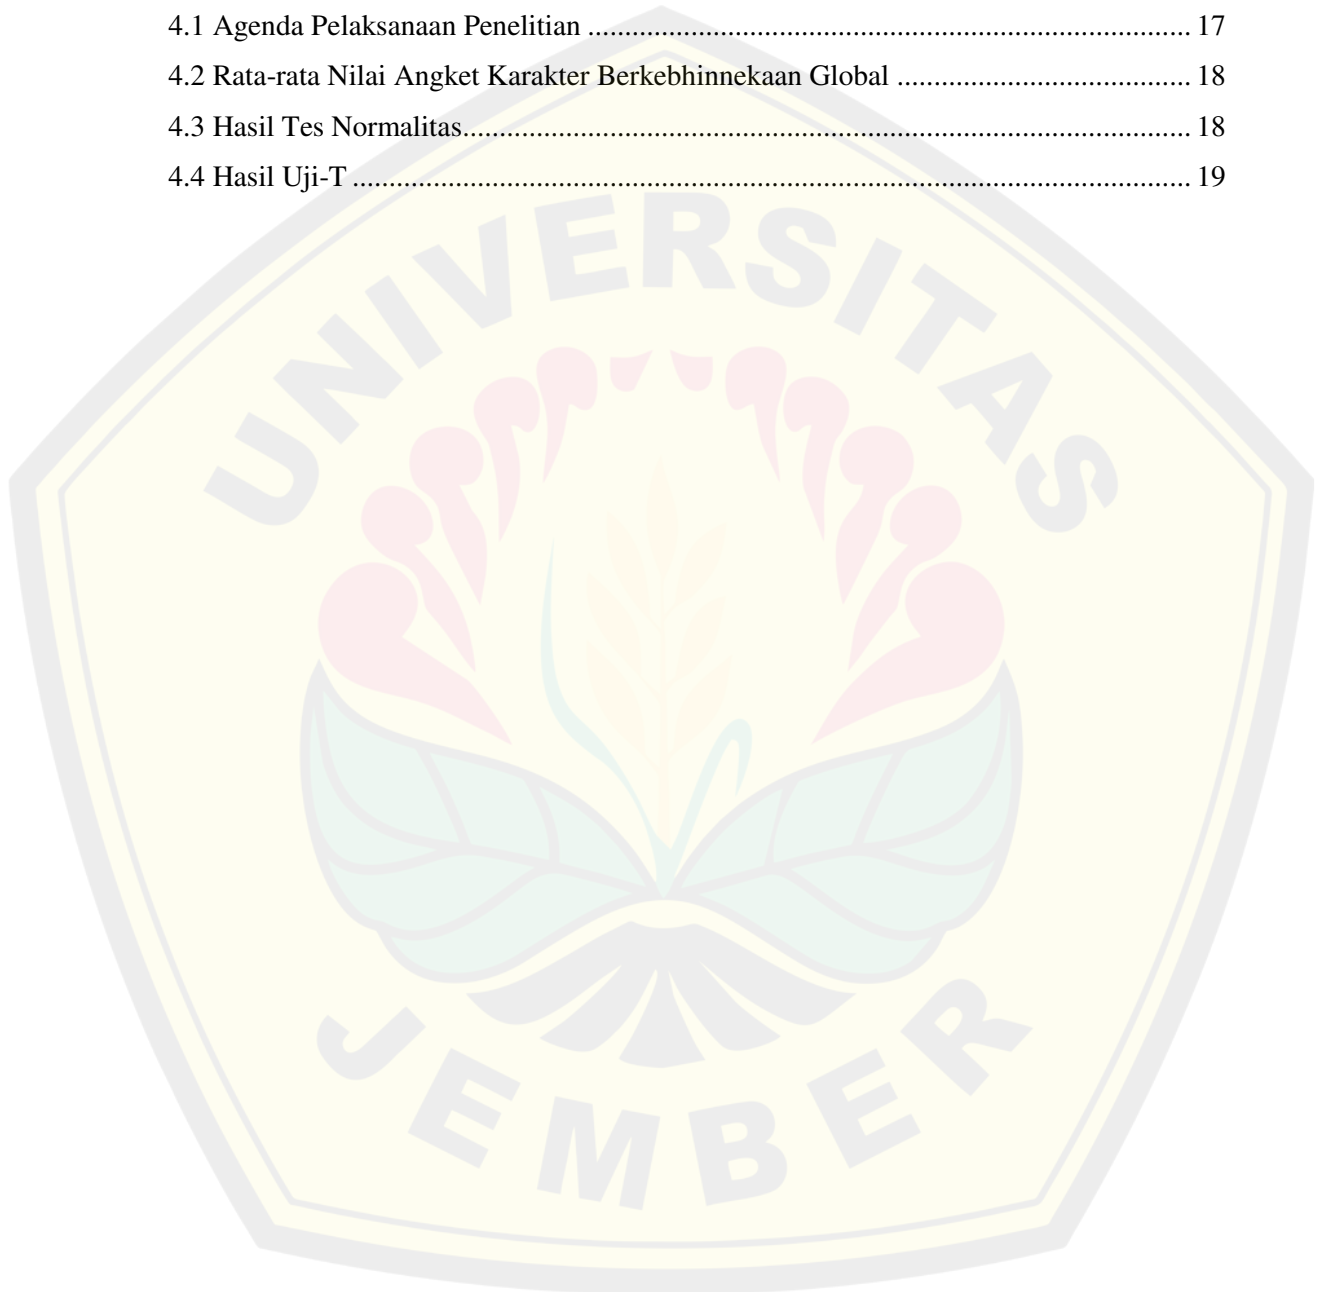 4.1 Agenda Pelaksanaan Penelitian .................................................................................. 17
4.2 Rata-rata Nilai Angket Karakter Berkebhinnekaan Global ........................................ 18
4.3 Hasil Tes Normalitas................................................................................................... 18
4.4 Hasil Uji-T .................................................................................................................. 19
UNIVERSITAS
JEMBER